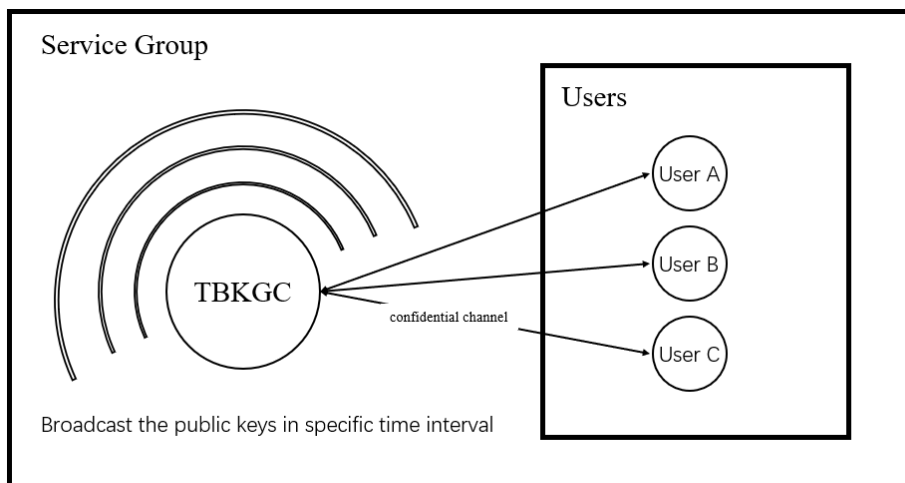 Service Group
Users
User A
TBKGC
User B
confidential channel
User C
Broadcast the public keys in specific time interval